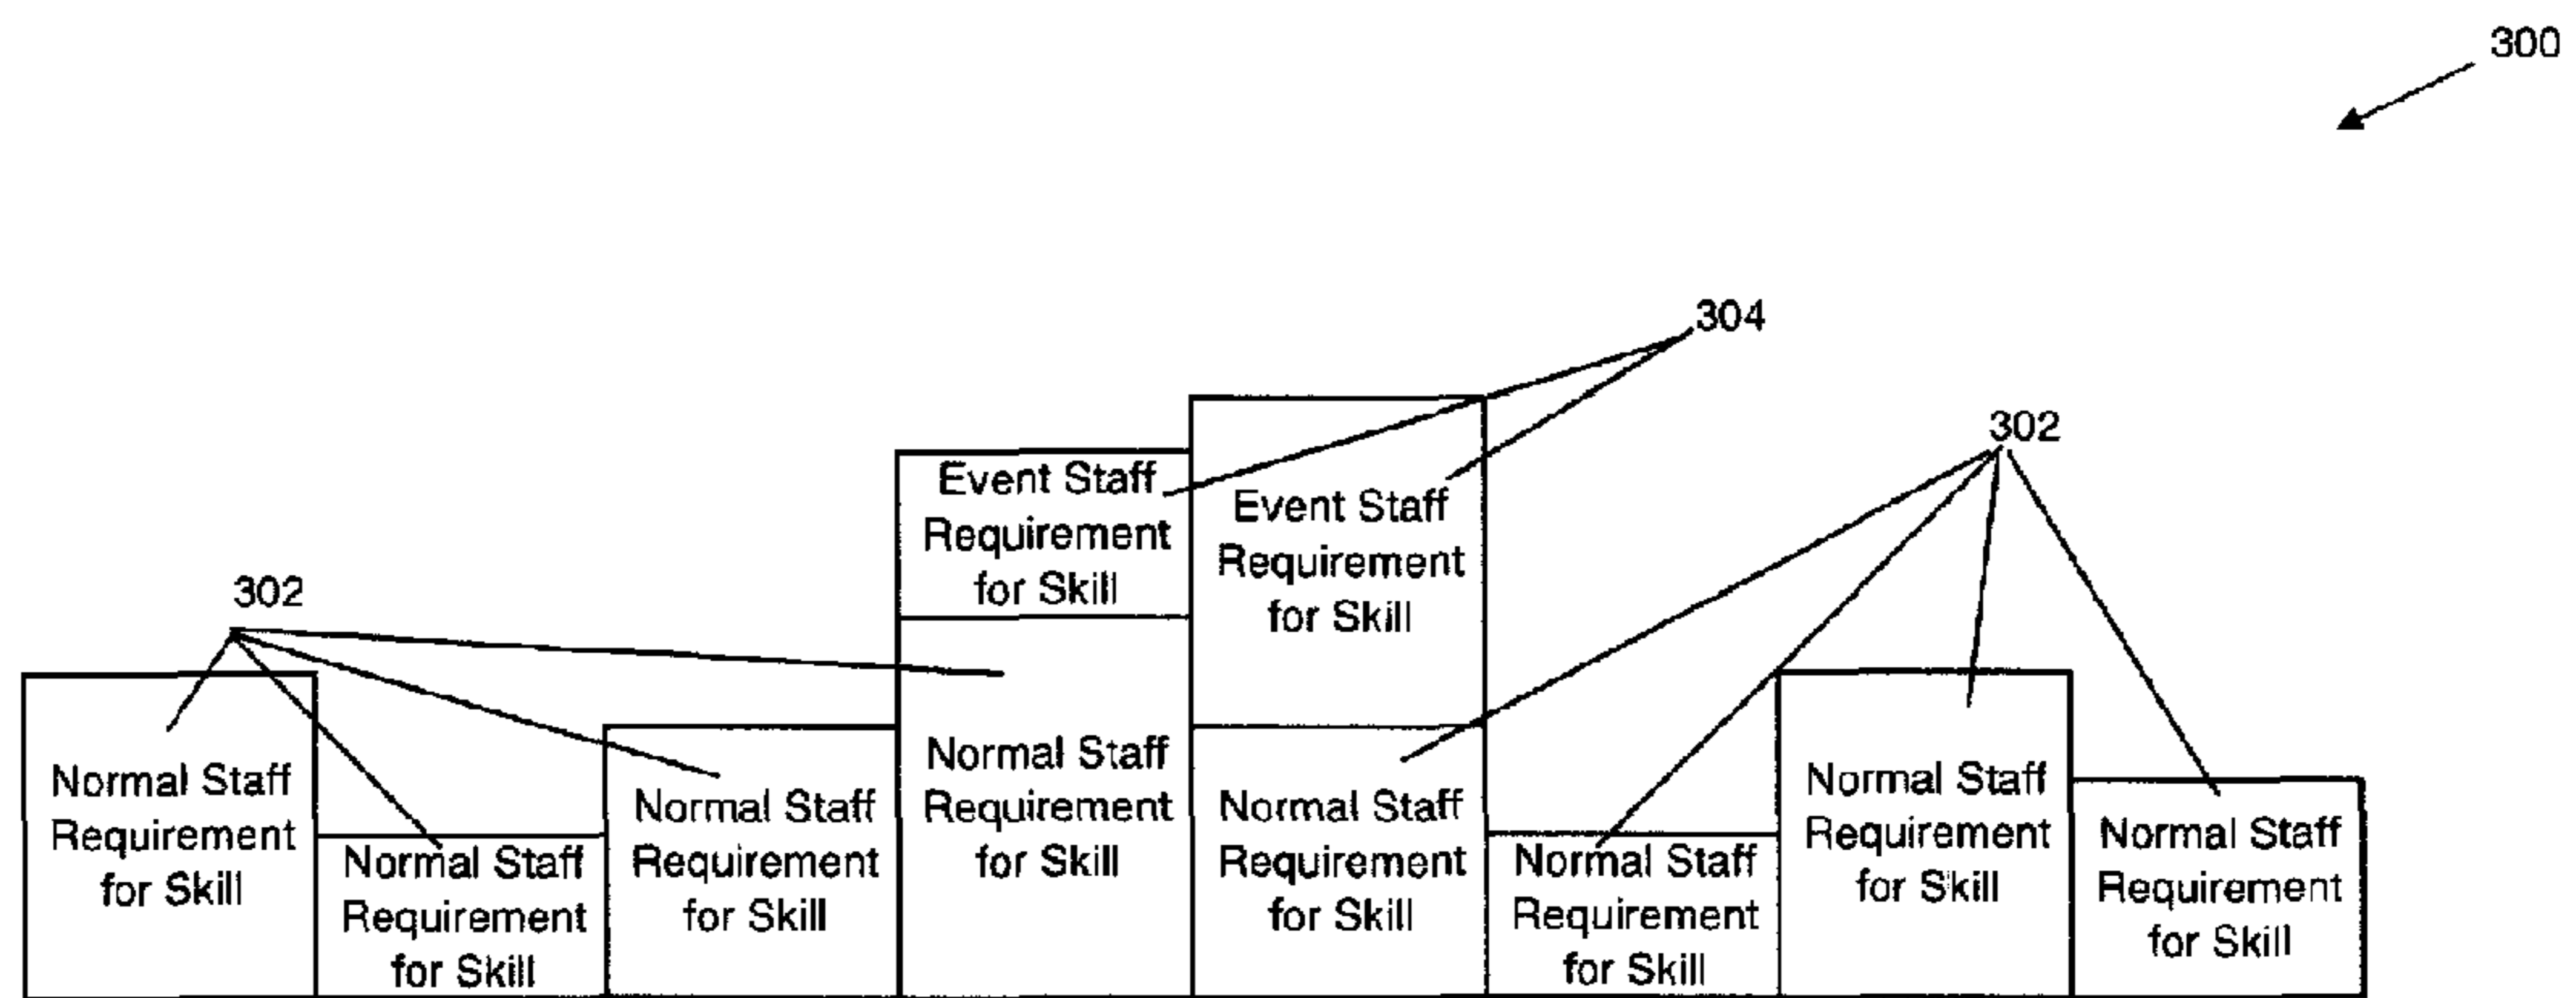 300
304
302
Event Staff
Requirement
for Skill
Event Staff
Requirement
for Skill
302
Normal Staff
Requirement
for Skill
Normal Staff
Requirement
for Skill
Normal Staff
Requirement
for Skill
Normal Staff
Requirement
for Skill
Normal Staff
Requirement
for Skill
Normal Staff
Requirement
for Skill
Normal Staff
Requirement
for Skill
Normal Staff
Requirement
for Skill